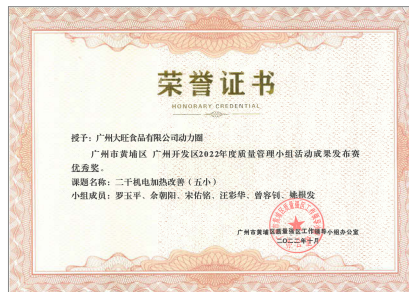 荣誉证书
HONORARY CREDENTIAL
授予：广州大旺食品有限公司动力圈
广州市黄埔区 广州开发区2022年度质量管理小组活动成果发布赛
优秀奖。
课题名称：二干机电加热改善（五小）
小组成员：罗玉平、余朝阳、宋佑铭、汪彩华、曾容钊、姚根发
广州市黄埔区质量强区工作领导小组办公室
二〇二二年十月